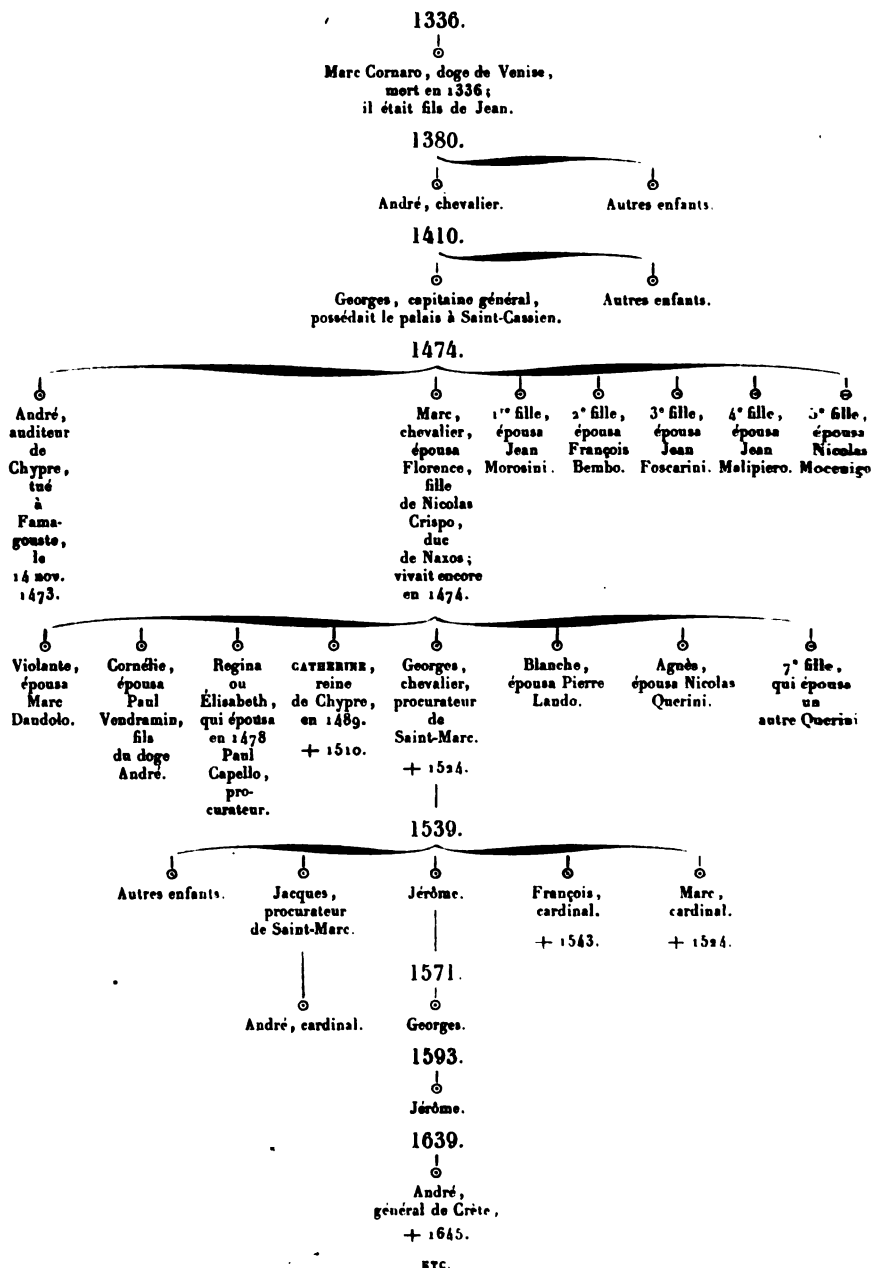 1336.
Marc Cornaro, doge de Venise,
mort en 1336;
il était fils de Jean.
1380.
André, chevalier.
Autres enfants.
1410.
Georges, capitaine général,
possédait le palais à Saint-Cassien.
Autres enfants.
1474.
André,
auditeur
de
Chypre,
tué
à
Fama-
gouste,
le
14 nov.
1473.
Marc,
chevalier,
épousa
Florence,
fille
de Nicolas
Crispo,
duc
de Naxos;
vivait encore
en 1474.
1re fille,
épousa
Jean
Morosini.
2e fille,
épousa
François
Bembo.
3e fille,
épousa
Jean
Foscarini.
4e fille,
épousa
Jean
Malipiero.
5e fille,
épousa
Nicolas
Mocenigo
Violante,
épousa
Marc
Dandolo.
Cornélie,
épousa
Paul
Vendramin,
fils
du doge
André.
Regina
ou
Élisabeth,
qui épousa
en 1478
Paul
Capello,
pro-
curateur.
CATHERINE,
reine
de Chypre,
en 1489.
+ 1510.
Georges,
chevalier,
procurateur
de
Saint-Marc.
+ 1524.
Blanche,
épousa Pierre
Lando.
Agnès,
épousa Nicolas
Querini.
7e fille,
qui épousa
un
autre Querini
1539.
Autres enfants.
Jacques,
procurateur
de Saint-Marc.
Jérôme.
François,
cardinal.
+ 1543.
Marc,
cardinal.
+ 1524.
1571.
André, cardinal.
Georges.
1593.
Jérôme.
1639.
André,
général de Crète,
+ 1645.
ETC.